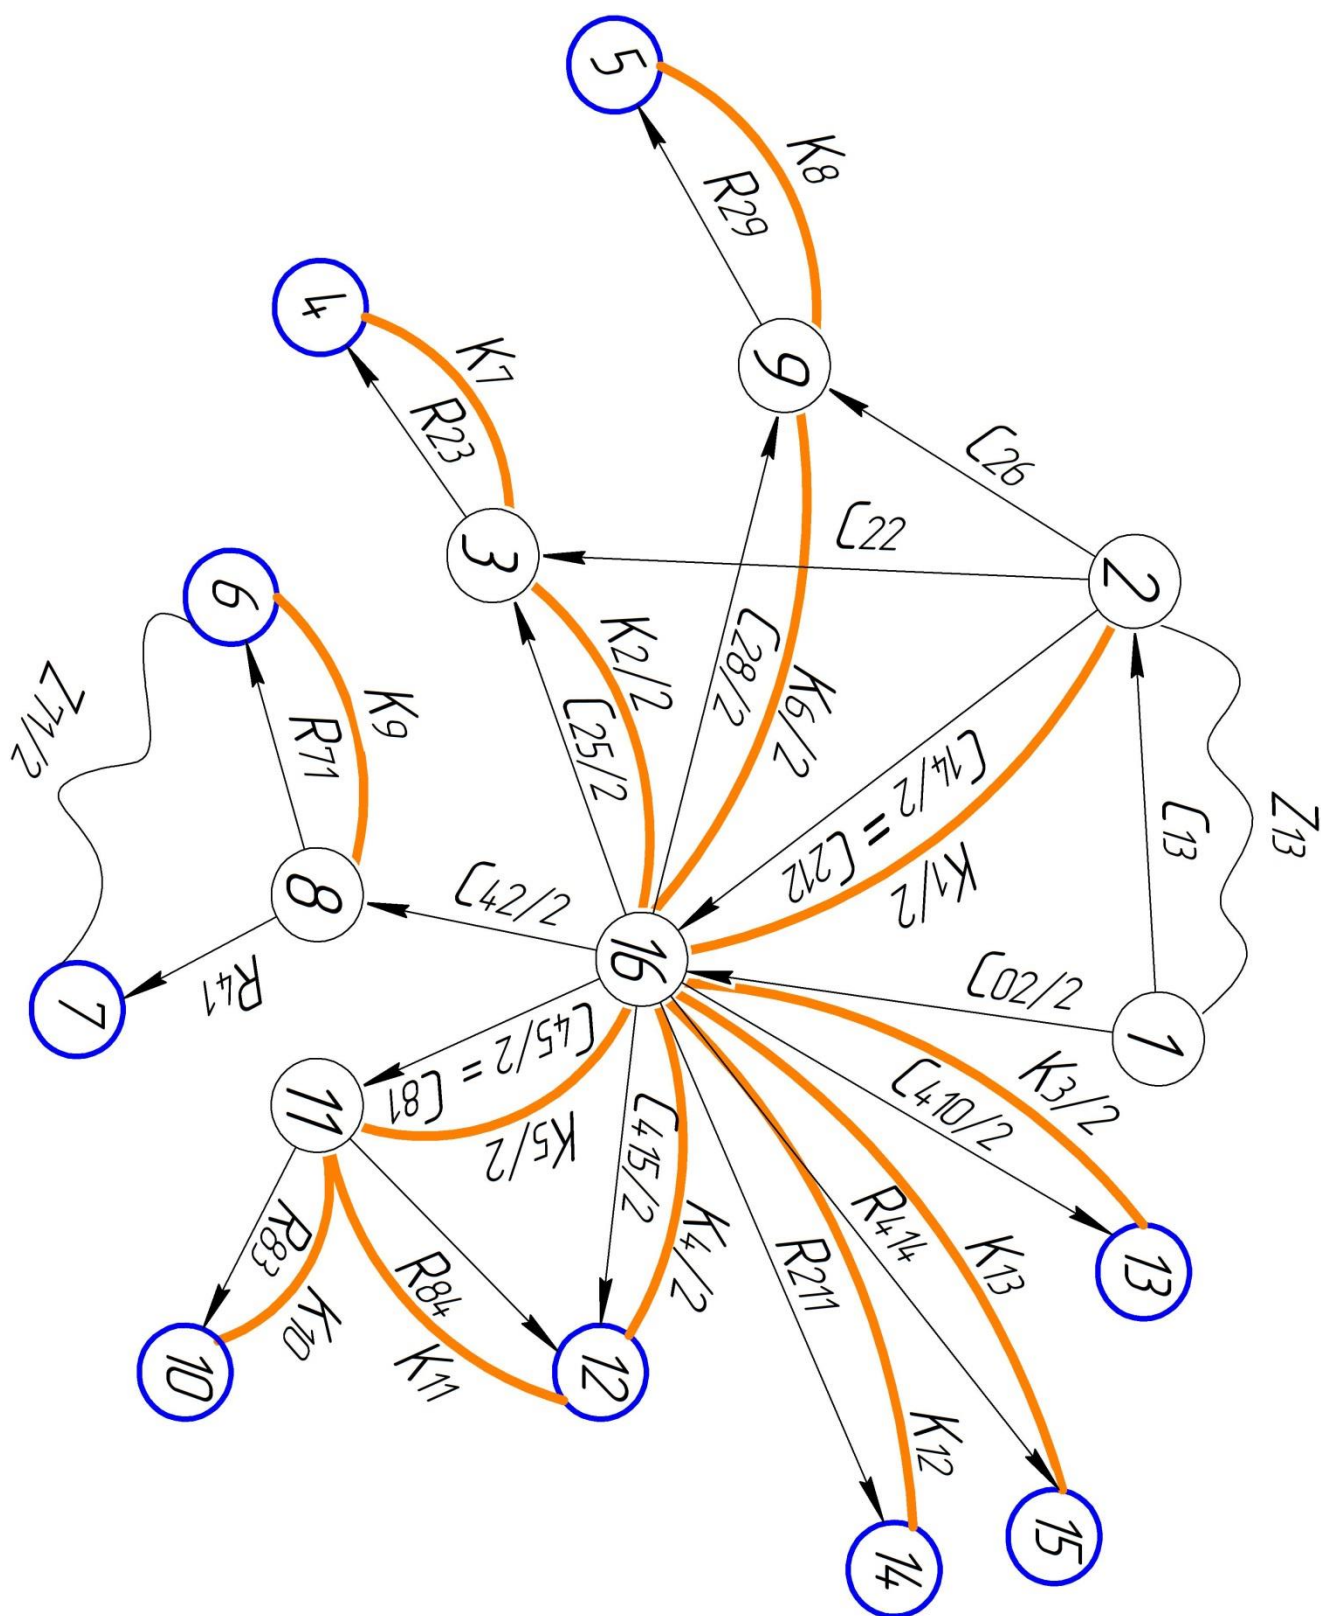 5
K8
R29
4
K7
R23
9
C26
C22
3
2
6
K9
R71
Z71/2
K2/2
C25/2
C28/2
K6/2
C14/2 = C212
K1/2
C13
Z13
8
C42/2
R41
7
16
C02/2
1
C45/2 = C81
K5/2
11
C415/2
K4/2
C410/2
K3/2
R83
K10
R84
K11
R211
R414
K13
K12
13
10
12
14
15